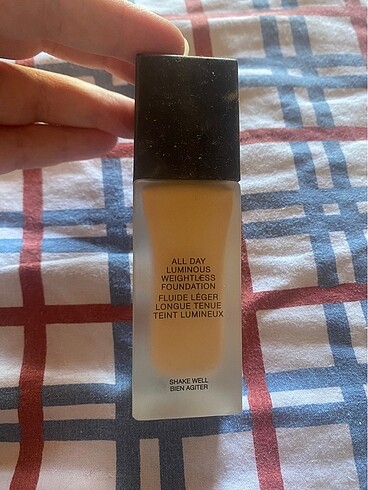 ALL DAY
LUMINOUS
WEIGHTLESS
FOUNDATION
FLUIDE LÉGER
LONGUE TENUE
TEINT LUMINEUX
SHAKE WELL
BIEN AGITER